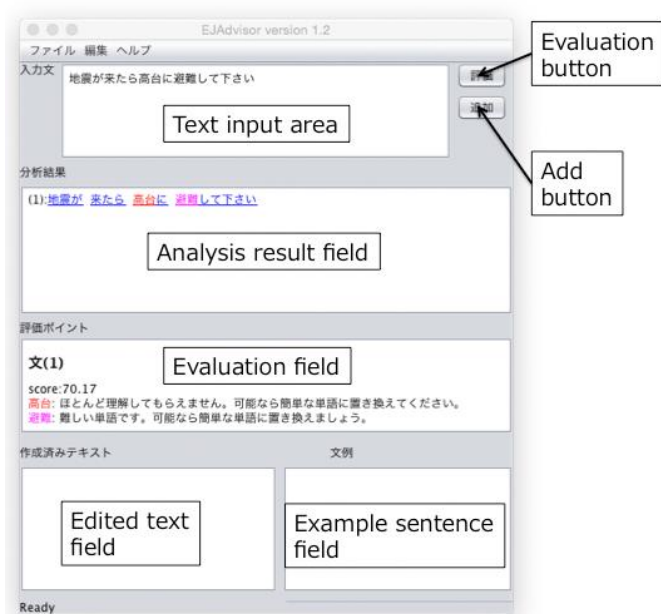 EJAdvisor version 1.2
Evaluation
button
ファイル 編集 ヘルプ
入力文
地震が来たら高台に避難して下さい
評価
Text input area
追加
Add
button
分析結果
(1):地震が 来たら 高台に 避難して下さい
Analysis result field
評価ポイント
文(1)
Evaluation field
score:70.17
高台: ほとんど理解してもらえません。可能なら簡単な単語に置き換えてください。
避難: 難しい単語です。可能なら簡単な単語に置き換えましょう。
作成済みテキスト
文例
Edited text
field
Example sentence
field
Ready